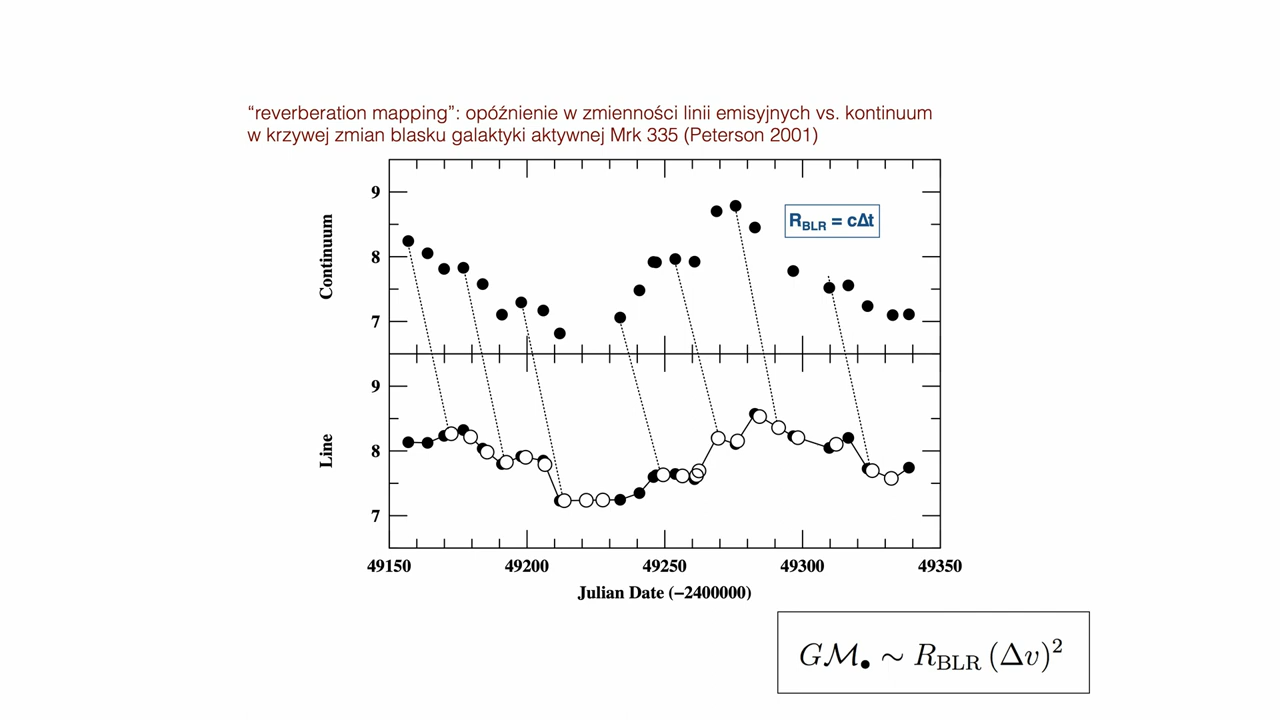 “reverberation mapping”: opóźnienie w zmienności linii emisyjnych vs. kontinuum
w krzywej zmian blasku galaktyki aktywnej Mrk 335 (Peterson 2001)
9
8
7
Continuum
R_BLR = cΔt
9
8
7
Line
49150 49200 49250 49300 49350
Julian Date (−2400000)
GM_• ∼ R_BLR (Δv)²